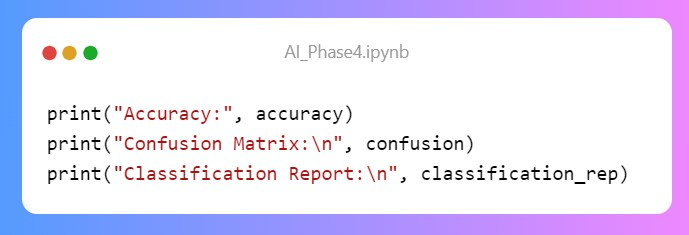 AI_Phase4.ipynb
print("Accuracy:", accuracy)
print("Confusion Matrix:\n", confusion)
print("Classification Report:\n", classification_rep)